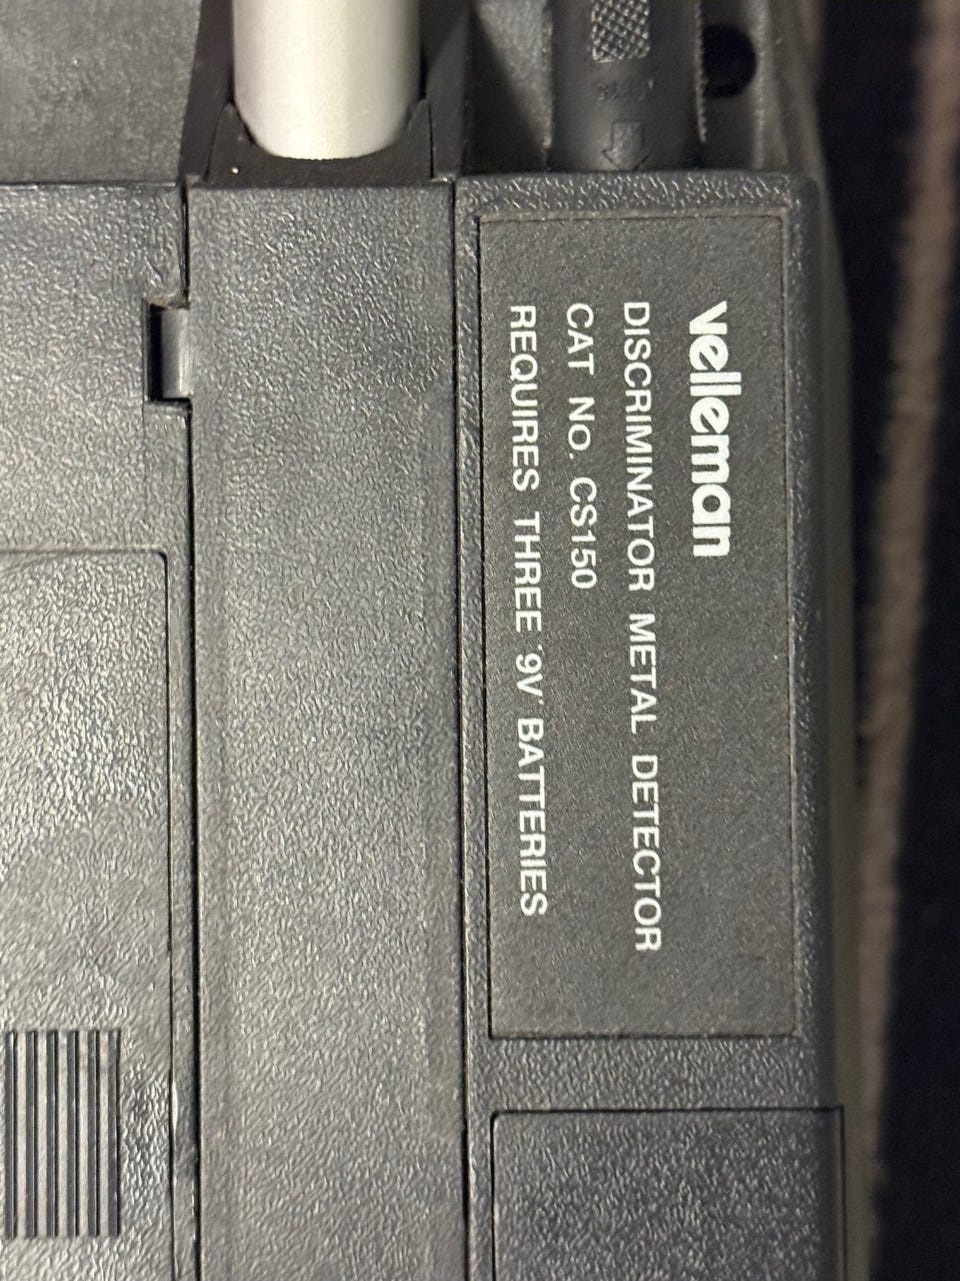 velleman
DISCRIMINATOR METAL DETECTOR
CAT No. CS150
REQUIRES THREE '9V' BATTERIES